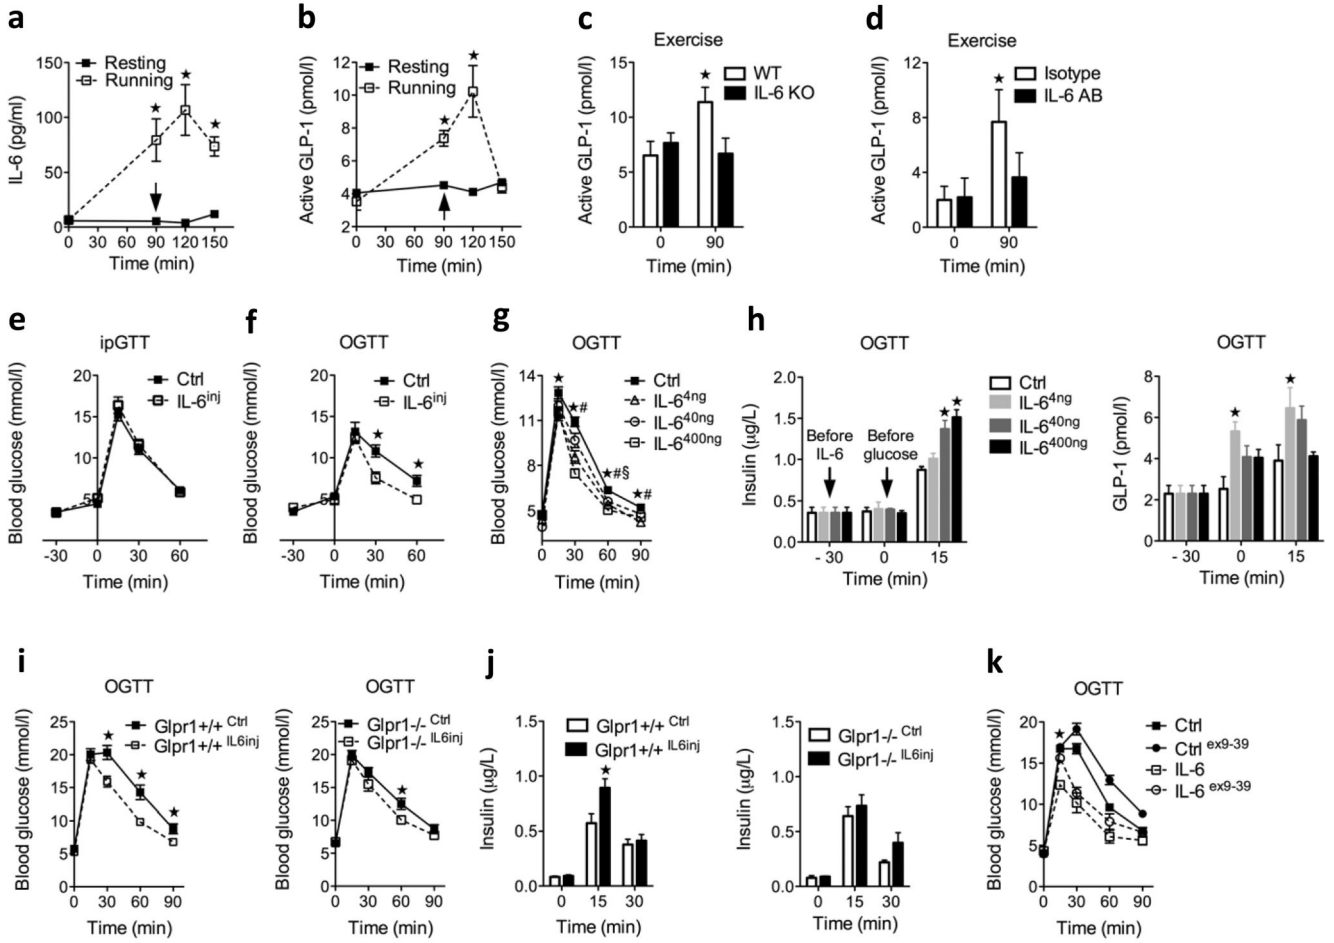 a
IL-6 (pg/ml)
150
100
50
0
Resting
Running
★
★
★
0 30 60 90 120 150
Time (min)
b
Active GLP-1 (pmol/l)
12
10
8
6
4
2
Resting
Running
★
★
0 30 60 90 120 150
Time (min)
c
Exercise
Active GLP-1 (pmol/l)
15
10
5
0
★
WT
IL-6 KO
0 90
Time (min)
d
Exercise
Active GLP-1 (pmol/l)
12
8
4
0
★
Isotype
IL-6 AB
0 90
Time (min)
e
ipGTT
Blood glucose (mmol/l)
20
15
10
5
Ctrl
IL-6inj
-30 0 30 60
Time (min)
f
OGTT
Blood glucose (mmol/l)
20
15
10
5
Ctrl
IL-6inj
★
★
-30 0 30 60
Time (min)
g
OGTT
Blood glucose (mmol/l)
14
11
8
5
★
★#
★#§
★#
Ctrl
IL-64ng
IL-640ng
IL-6400ng
0 30 60 90
Time (min)
h
OGTT
Insulin (µg/L)
2.0
1.5
1.0
0.5
0.0
Before IL-6
Before glucose
★ ★
Ctrl
IL-64ng
IL-640ng
IL-6400ng
- 30 0 15
Time (min)
OGTT
GLP-1 (pmol/l)
8
6
4
2
0
★
★
- 30 0 15
Time (min)
i
OGTT
Blood glucose (mmol/l)
25
20
15
10
5
0
Glpr1+/+ Ctrl
Glpr1+/+ IL6inj
★
★
★
0 30 60 90
Time (min)
OGTT
Blood glucose (mmol/l)
25
20
15
10
5
0
Glpr1-/- Ctrl
Glpr1-/- IL6inj
★
0 30 60 90
Time (min)
j
Insulin (µg/L)
1.5
1.0
0.5
0.0
Glpr1+/+ Ctrl
Glpr1+/+ IL6inj
★
0 15 30
Time (min)
Insulin (µg/L)
1.5
1.0
0.5
0.0
Glpr1-/- Ctrl
Glpr1-/- IL6inj
0 15 30
Time (min)
k
OGTT
Blood glucose (mmol/l)
20
15
10
5
0
★
Ctrl
Ctrl ex9-39
IL-6
IL-6 ex9-39
0 30 60 90
Time (min)